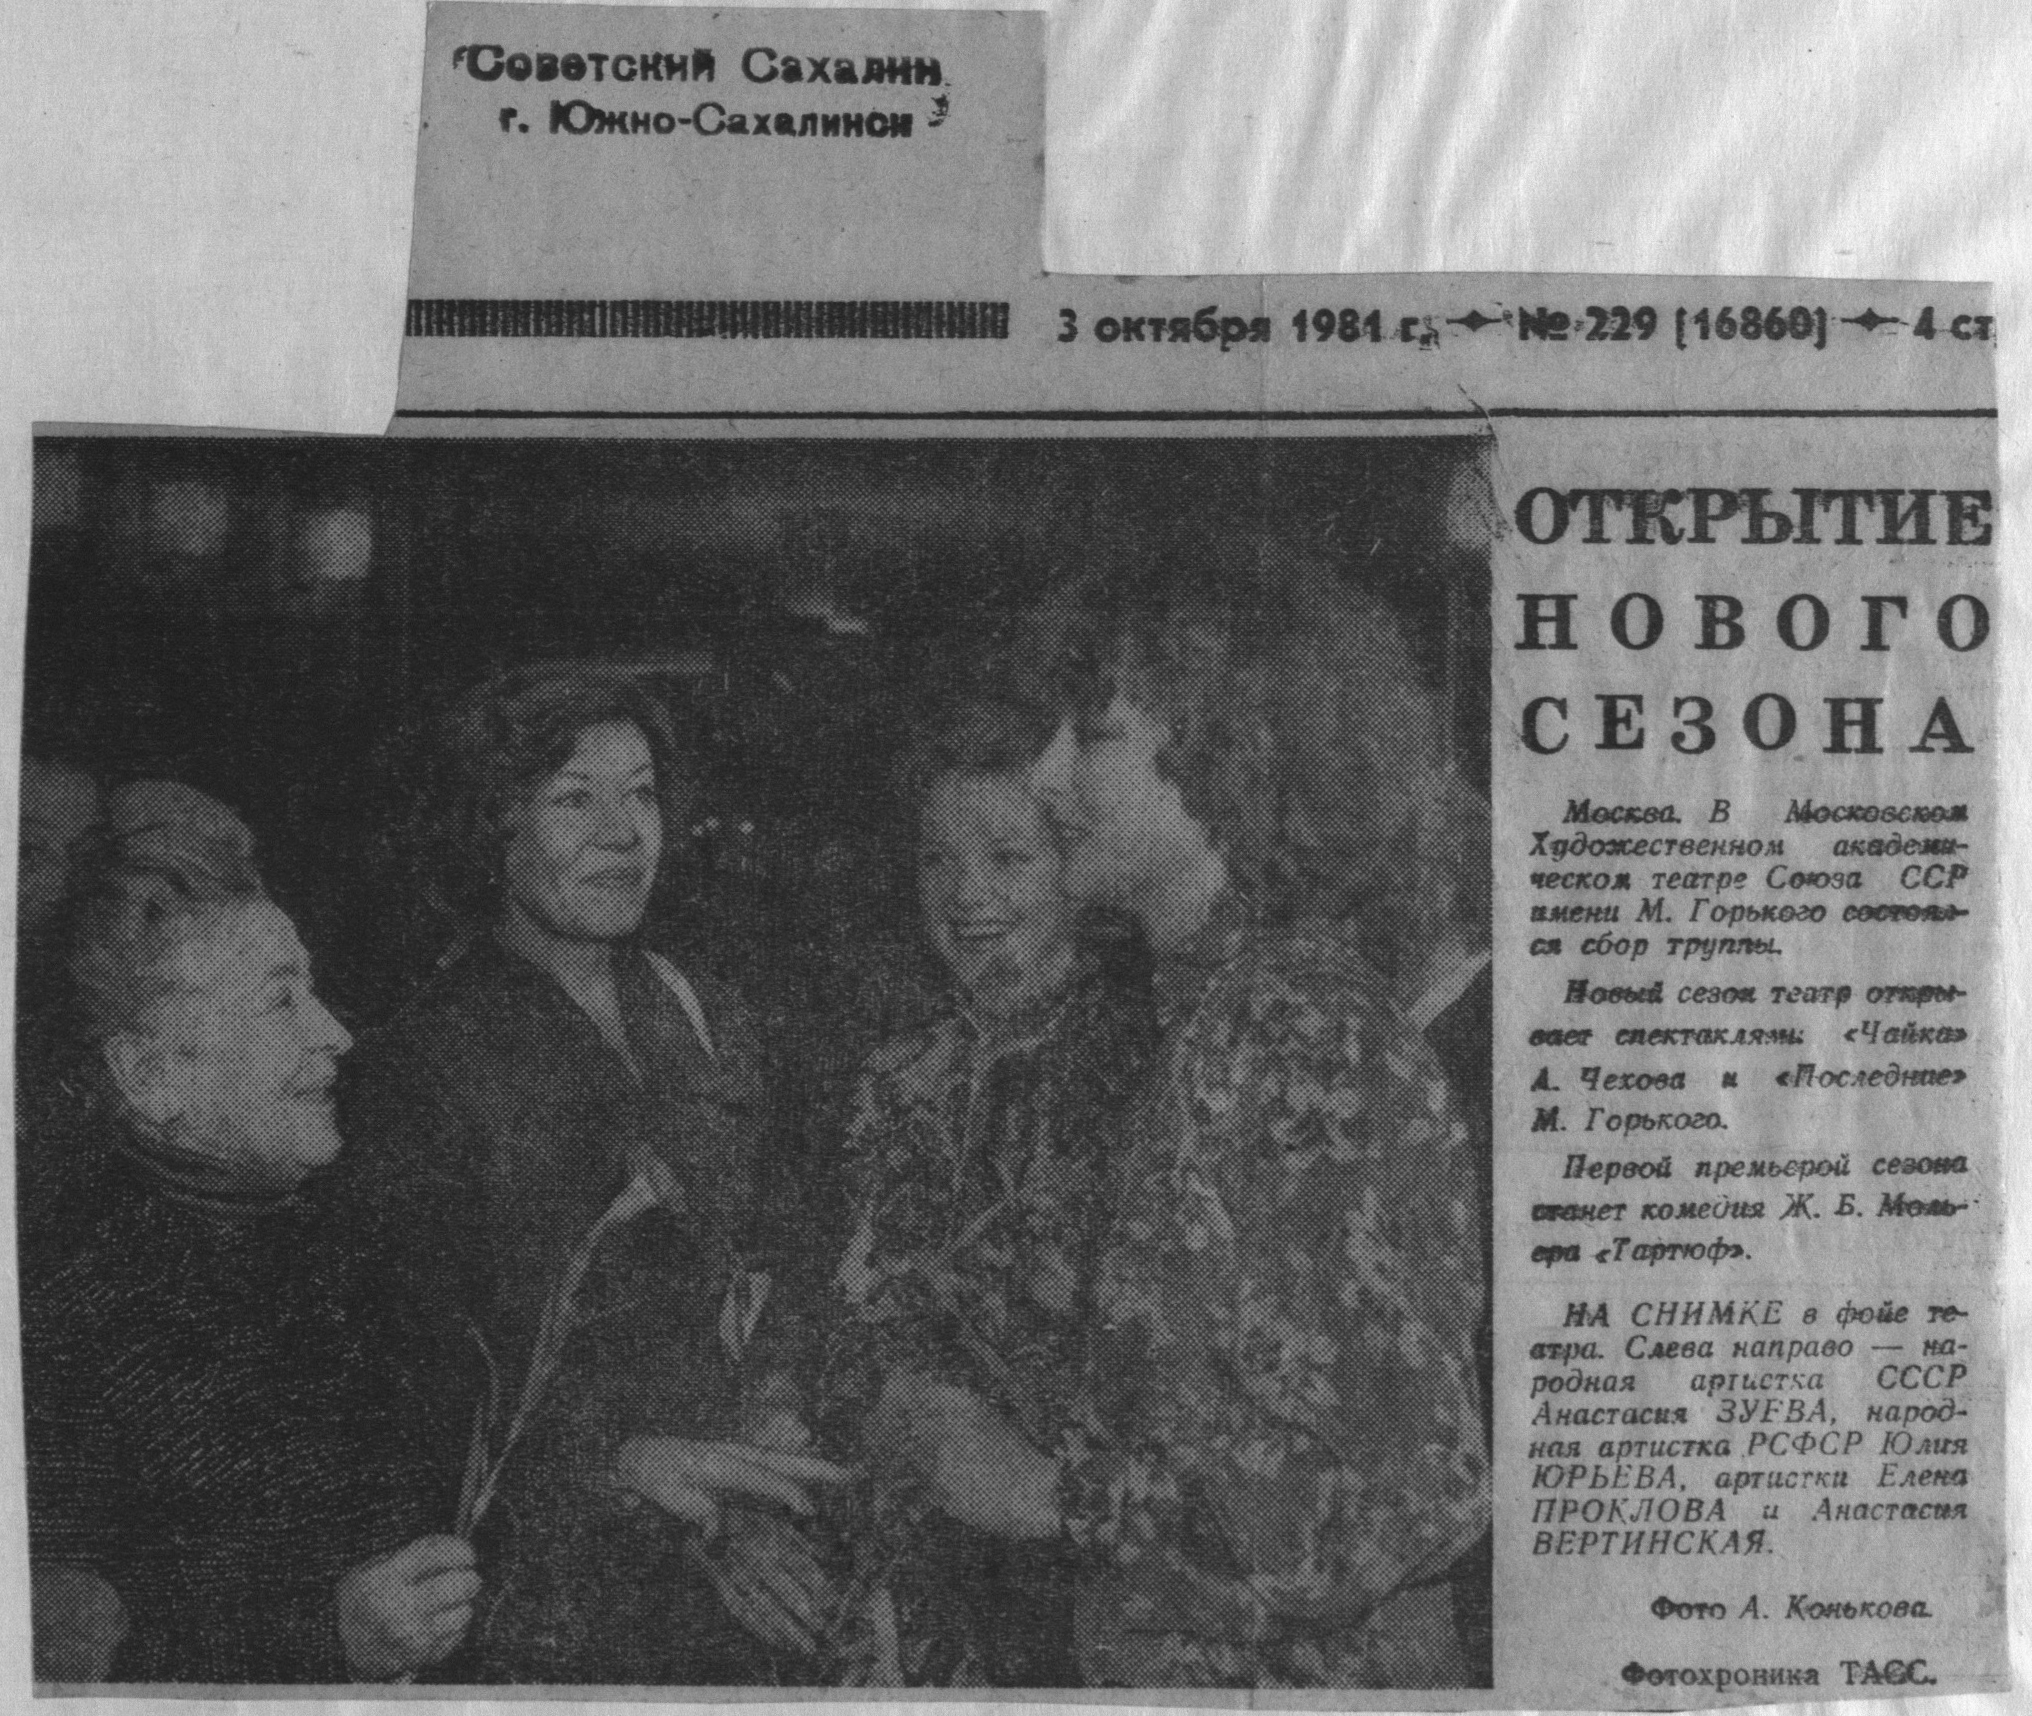 Советский Сахалин
г. Южно-Сахалинск
3 октября 1981 г. № 229 [16860] 4 ст
ОТКРЫТИЕ
НОВОГО
СЕЗОНА
Москва. В Московском
Художественном академи-
ческом театре Союза ССР
имени М. Горького состоял-
ся сбор труппы.
Новый сезон театр откры-
вает спектаклями: «Чайка»
А. Чехова и «Последние»
М. Горького.
Первой премьерой сезона
станет комедия Ж. Б. Моль-
ера «Тартюф».
НА СНИМКЕ в фойе те-
атра. Слева направо — на-
родная артистка СССР
Анастасия ЗУЕВА, народ-
ная артистка РСФСР Юлия
ЮРЬЕВА, артистки Елена
ПРОКЛОВА и Анастасия
ВЕРТИНСКАЯ.
Фото А. Конькова.
Фотохроника ТАСС.